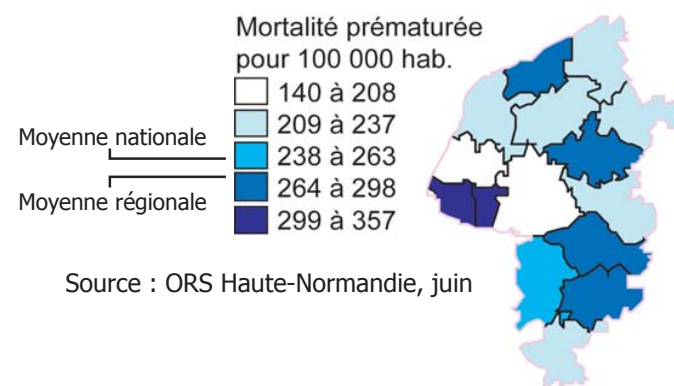 Mortalité prématurée
pour 100 000 hab.
140 à 208
209 à 237
Moyenne nationale
238 à 263
264 à 298
Moyenne régionale
299 à 357
Source : ORS Haute-Normandie, juin